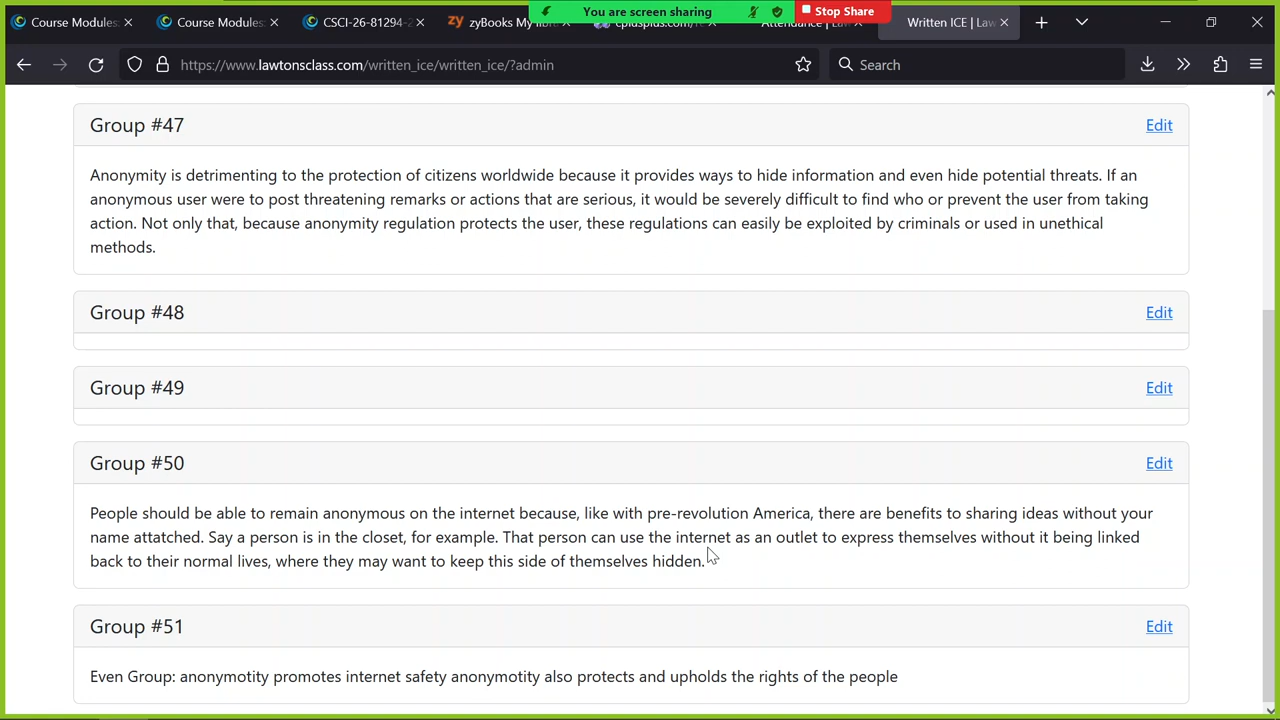 You are screen sharing
Stop Share
Course Modules:
Course Modules:
CSCI-26-81294-2
zyBooks My
Written ICE | Law
https://www.lawtonsclass.com/written_ice/written_ice/?admin
Search
Group #47
Edit
Anonymity is detrimenting to the protection of citizens worldwide because it provides ways to hide information and even hide potential threats. If an
anonymous user were to post threatening remarks or actions that are serious, it would be severely difficult to find who or prevent the user from taking
action. Not only that, because anonymity regulation protects the user, these regulations can easily be exploited by criminals or used in unethical
methods.
Group #48
Edit
Group #49
Edit
Group #50
Edit
People should be able to remain anonymous on the internet because, like with pre-revolution America, there are benefits to sharing ideas without your
name attatched. Say a person is in the closet, for example. That person can use the internet as an outlet to express themselves without it being linked
back to their normal lives, where they may want to keep this side of themselves hidden.
Group #51
Edit
Even Group: anonymotity promotes internet safety anonymotity also protects and upholds the rights of the people